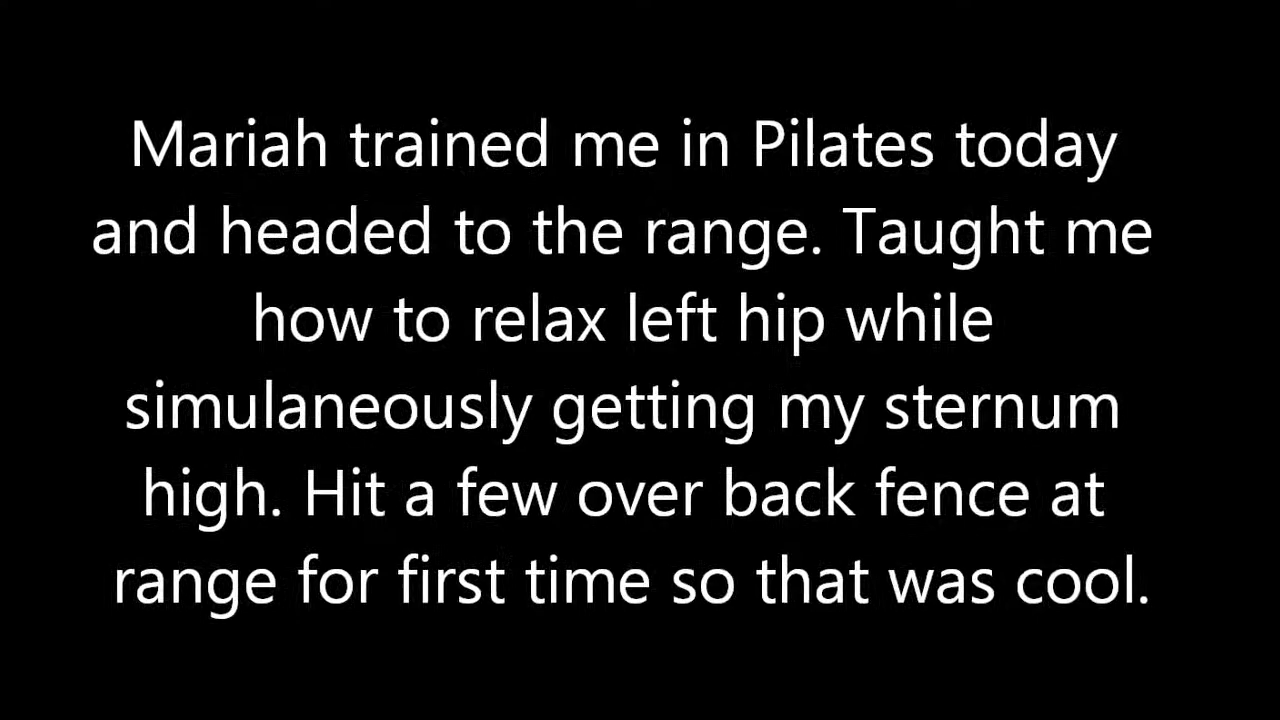 Mariah trained me in Pilates today
and headed to the range. Taught me
how to relax left hip while
simulaneously getting my sternum
high. Hit a few over back fence at
range for first time so that was cool.